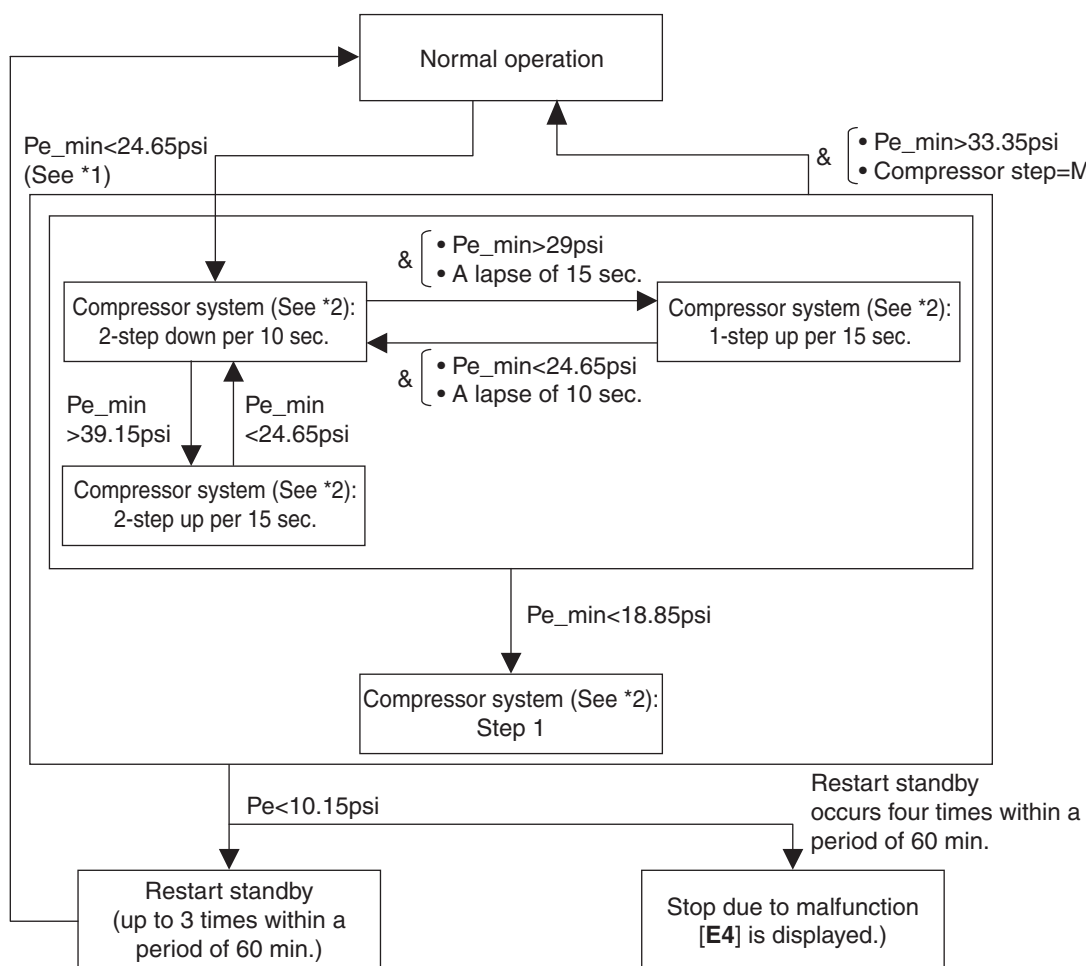 Normal operation
Pe_min<24.65psi
(See *1)
&
• Pe_min>33.35psi
• Compressor step=M
&
• Pe_min>29psi
• A lapse of 15 sec.
Compressor system (See *2):
2-step down per 10 sec.
Compressor system (See *2):
1-step up per 15 sec.
&
• Pe_min<24.65psi
• A lapse of 10 sec.
Pe_min
>39.15psi
Pe_min
<24.65psi
Compressor system (See *2):
2-step up per 15 sec.
Pe_min<18.85psi
Compressor system (See *2):
Step 1
Pe<10.15psi
Restart standby
occurs four times within a
period of 60 min.
Restart standby
(up to 3 times within a
period of 60 min.)
Stop due to malfunction
[E4] is displayed.)